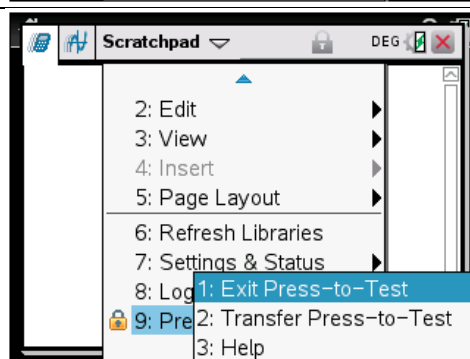 Scratchpad DEG
2: Edit
3: View
4: Insert
5: Page Layout
6: Refresh Libraries
7: Settings & Status
8: Log
9: Pre
1: Exit Press-to-Test
2: Transfer Press-to-Test
3: Help